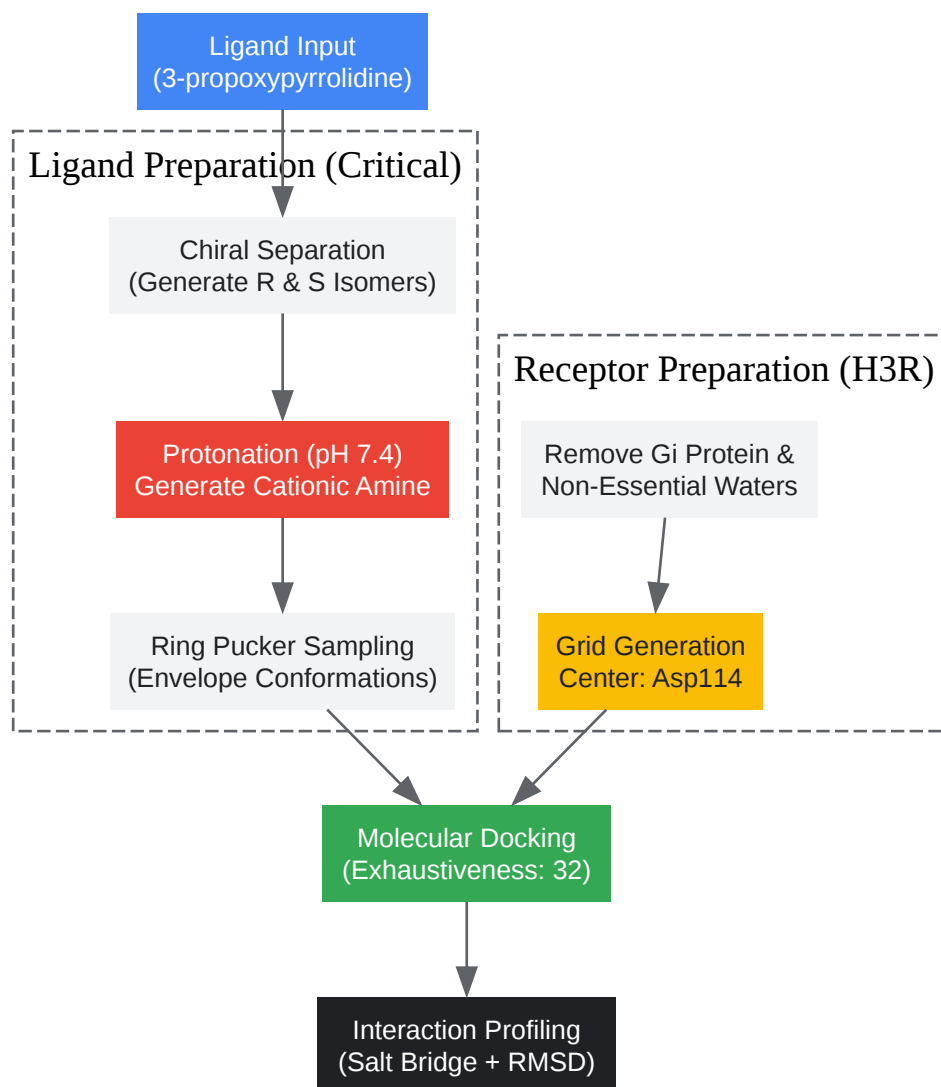 Ligand Input
(3-propoxypyrrolidine)
Ligand Preparation (Critical)
Chiral Separation
(Generate R & S Isomers)
Protonation (pH 7.4)
Generate Cationic Amine
Ring Pucker Sampling
(Envelope Conformations)
Receptor Preparation (H3R)
Remove Gi Protein &
Non-Essential Waters
Grid Generation
Center: Asp114
Molecular Docking
(Exhaustiveness: 32)
Interaction Profiling
(Salt Bridge + RMSD)